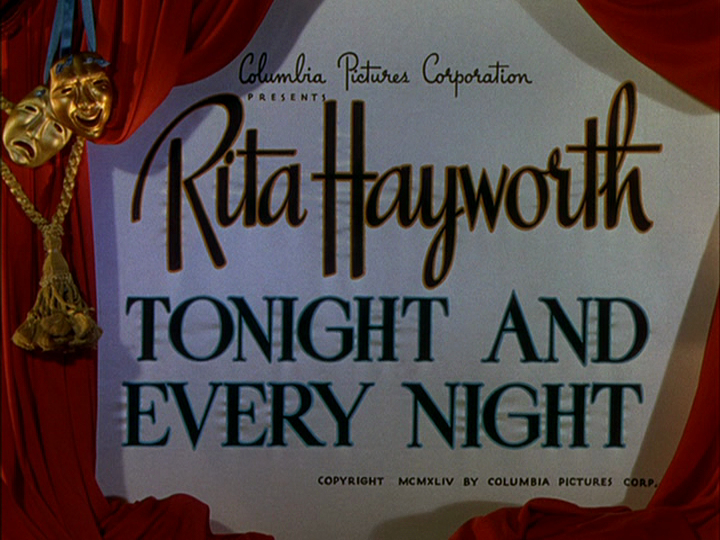 Columbia Pictures Corporation
PRESENTS
Rita Hayworth
TONIGHT AND
EVERY NIGHT
COPYRIGHT MCMXLIV BY COLUMBIA PICTURES CORP.